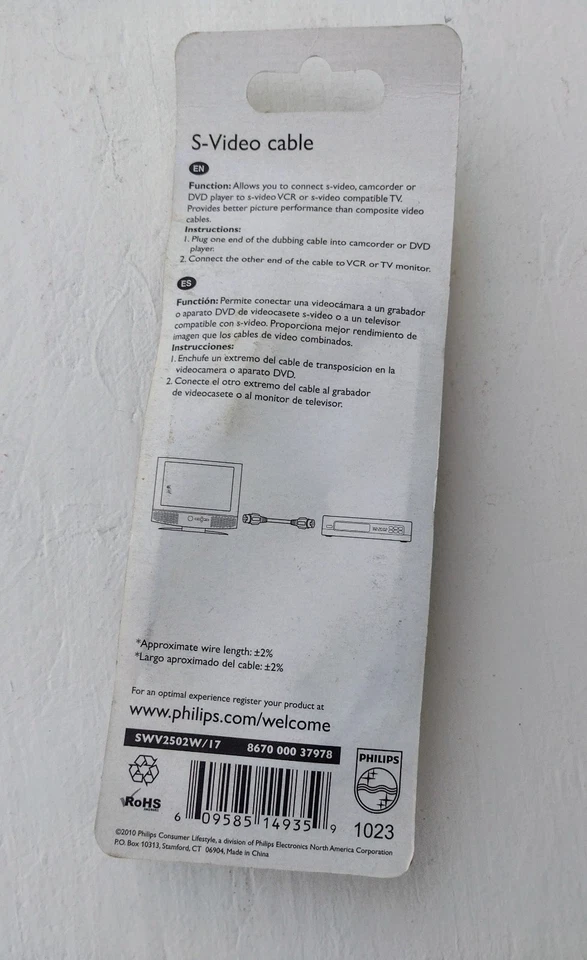 S-Video cable
EN
Function: Allows you to connect s-video, camcorder or
DVD player to s-video VCR or s-video compatible TV.
Provides better picture performance than composite video
cables.
Instructions:
1. Plug one end of the dubbing cable into camcorder or DVD
player.
2. Connect the other end of the cable to VCR or TV monitor.
ES
Función: Permite conectar una videocámara a un grabador
o aparato DVD de videocasete s-video o a un televisor
compatible con s-video. Proporciona mejor rendimiento de
imagen que los cables de video combinados.
Instrucciones:
1. Enchufe un extremo del cable de transposicion en la
videocamera o aparato DVD.
2. Conecte el otro extremo del cable al grabador
de videocasete o al monitor de televisor.
*Approximate wire length: ±2%
*Largo aproximado del cable: ±2%
For an optimal experience register your product at
www.philips.com/welcome
SWV2502W/17 8670 000 37978
PHILIPS
RoHS
6 09585 14935 9
1023
©2010 Philips Consumer Lifestyle, a division of Philips Electronics North America Corporation
P.O. Box 10313, Stamford, CT 06904, Made in China